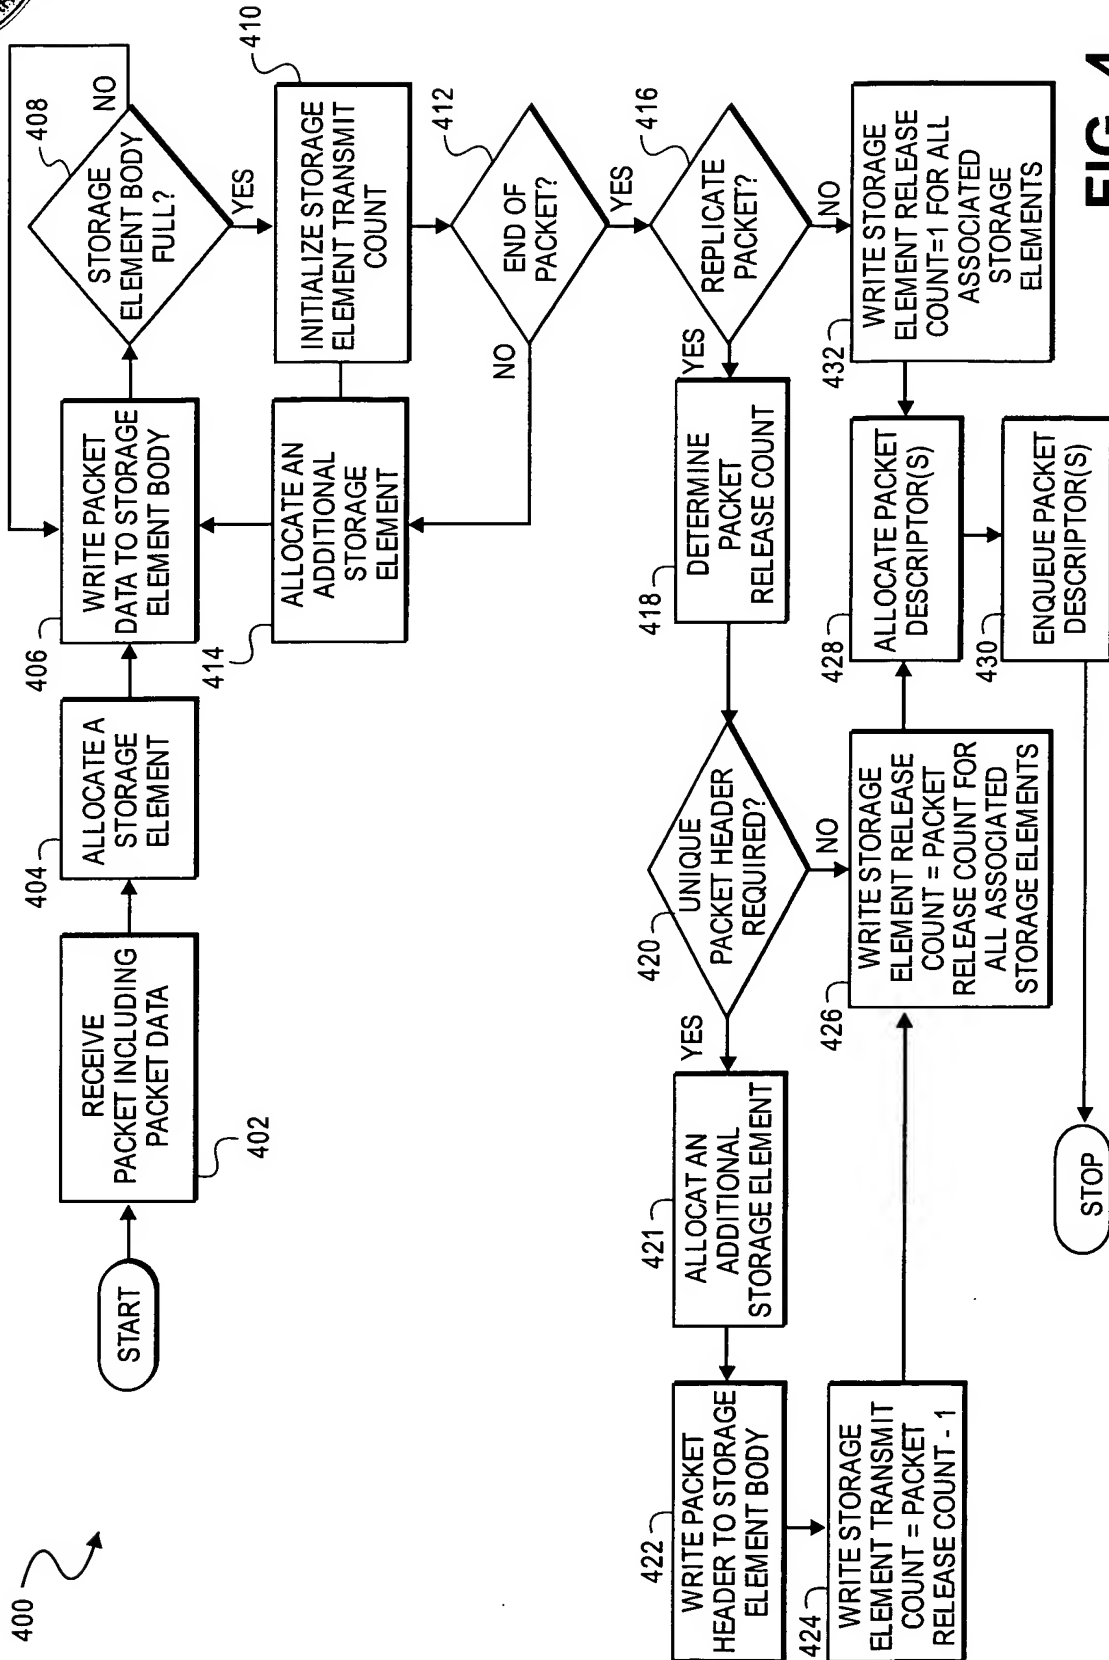 400
START
RECEIVE
PACKET INCLUDING
PACKET DATA
402
404
ALLOCATE A
STORAGE
ELEMENT
406
WRITE PACKET
DATA TO STORAGE
ELEMENT BODY
408
STORAGE
ELEMENT BODY
FULL?
NO
YES
410
INITIALIZE STORAGE
ELEMENT TRANSMIT
COUNT
412
END OF
PACKET?
NO
YES
414
ALLOCATE AN
ADDITIONAL
STORAGE
ELEMENT
416
REPLICATE
PACKET?
YES
NO
418
DETERMINE
PACKET
RELEASE COUNT
420
UNIQUE
PACKET HEADER
REQUIRED?
YES
NO
421
ALLOCAT AN
ADDITIONAL
STORAGE ELEMENT
422
WRITE PACKET
HEADER TO STORAGE
ELEMENT BODY
424
WRITE STORAGE
ELEMENT TRANSMIT
COUNT = PACKET
RELEASE COUNT - 1
426
WRITE STORAGE
ELEMENT RELEASE
COUNT = PACKET
RELEASE COUNT FOR
ALL ASSOCIATED
STORAGE ELEMENTS
432
WRITE STORAGE
ELEMENT RELEASE
COUNT=1 FOR ALL
ASSOCIATED
STORAGE
ELEMENTS
428
ALLOCATE PACKET
DESCRIPTOR(S)
430
ENQUEUE PACKET
DESCRIPTOR(S)
STOP
FIG. 4